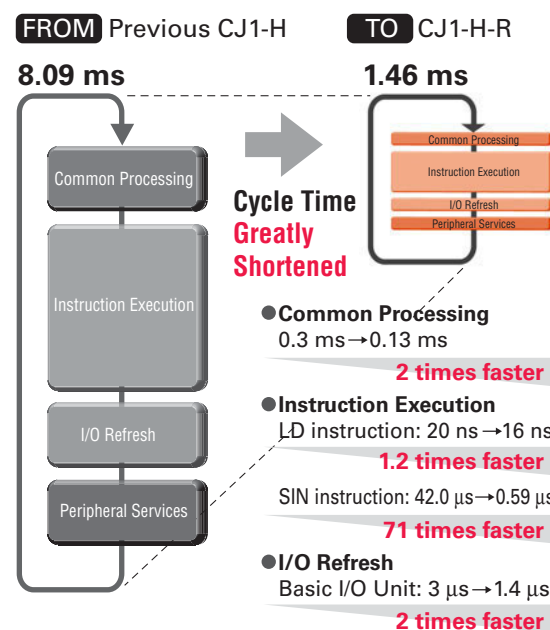 FROM Previous CJ1-H
TO CJ1-H-R
8.09 ms
1.46 ms
Common Processing
Instruction Execution
I/O Refresh
Peripheral Services
Cycle Time
Greatly
Shortened
Common Processing
Instruction Execution
I/O Refresh
Peripheral Services
●Common Processing
0.3 ms→0.13 ms
2 times faster
●Instruction Execution
LD instruction: 20 ns→16 ns
1.2 times faster
SIN instruction: 42.0 µs→0.59 µs
71 times faster
●I/O Refresh
Basic I/O Unit: 3 µs→1.4 µs
2 times faster